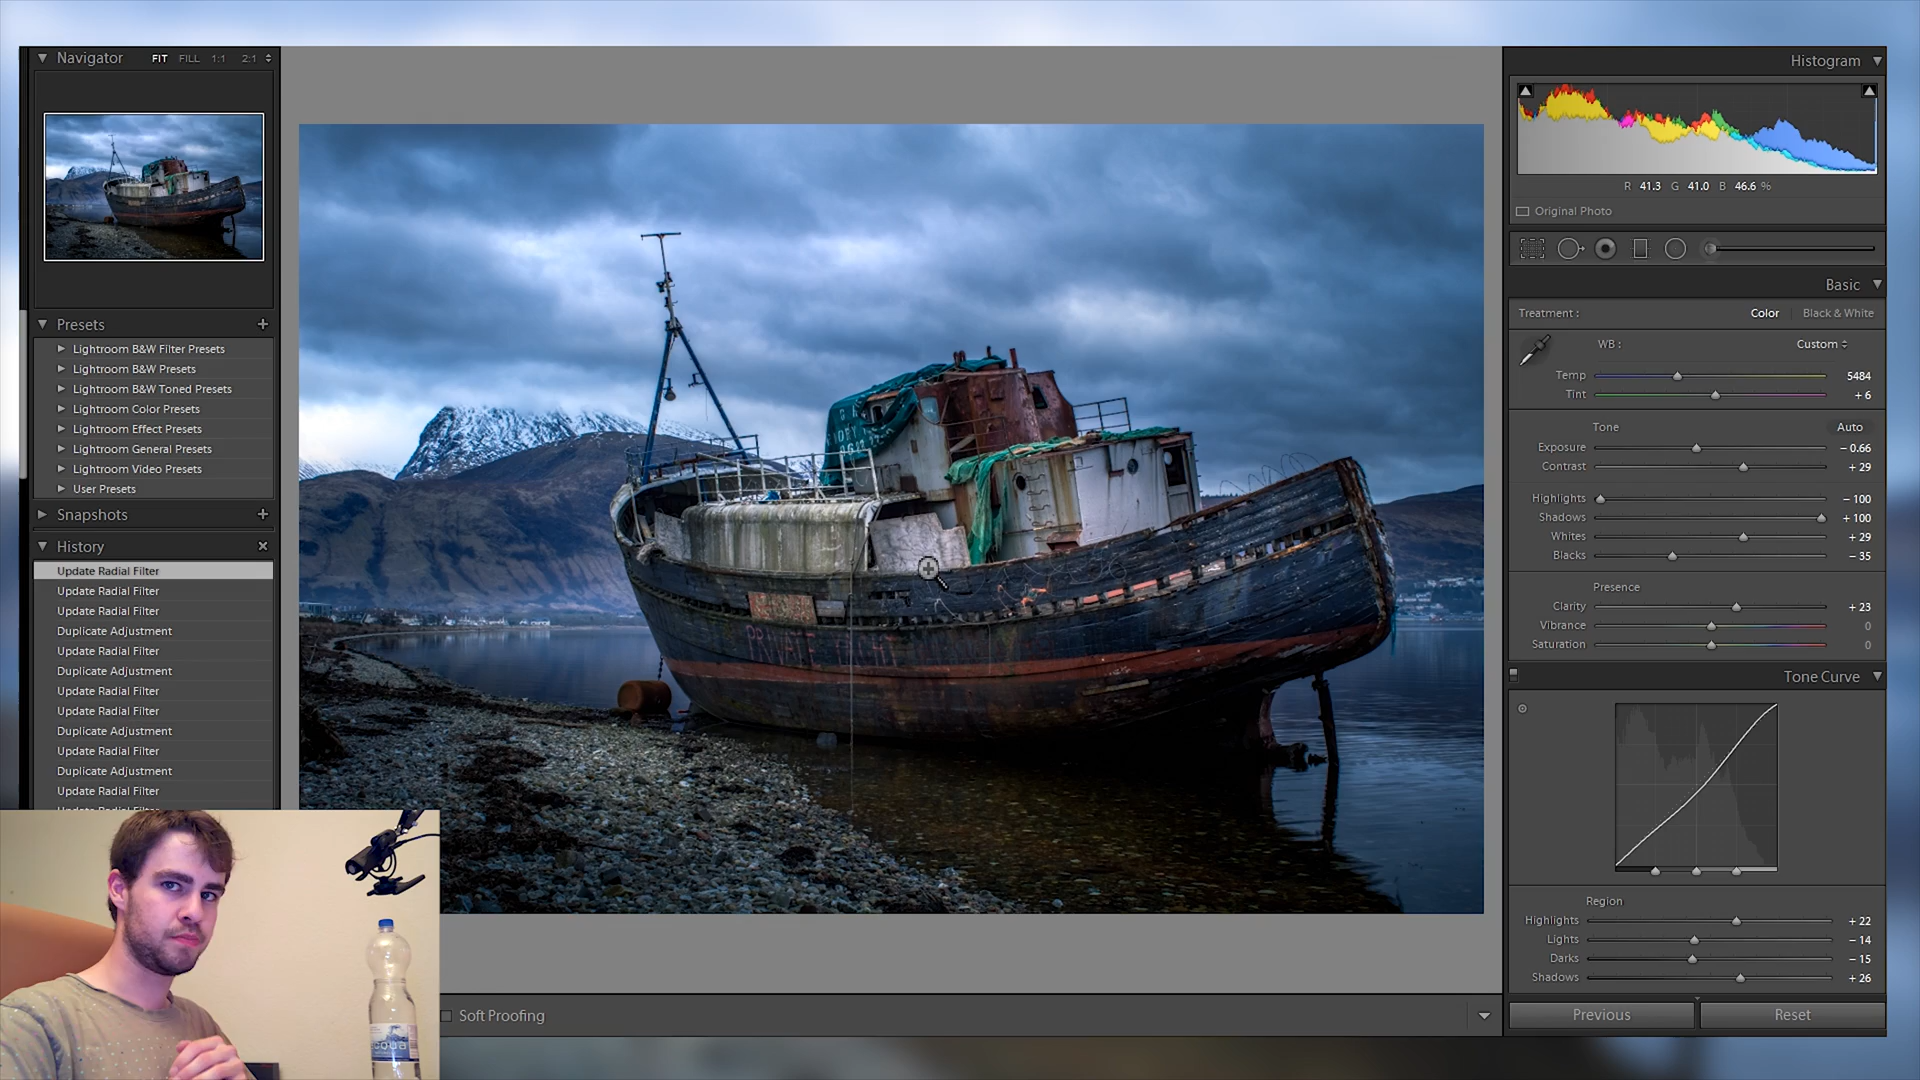 Navigator FIT FILL 1:1 2:1
Presets
Lightroom B&W Filter Presets
Lightroom B&W Presets
Lightroom B&W Toned Presets
Lightroom Color Presets
Lightroom Effect Presets
Lightroom General Presets
Lightroom Video Presets
User Presets
Snapshots
History
Update Radial Filter
Update Radial Filter
Update Radial Filter
Duplicate Adjustment
Update Radial Filter
Duplicate Adjustment
Update Radial Filter
Update Radial Filter
Duplicate Adjustment
Update Radial Filter
Duplicate Adjustment
Update Radial Filter
PRIVATE
acqua
Soft Proofing
Histogram
R 41.3 G 41.0 B 46.6 %
Original Photo
Basic
Treatment : Color Black & White
WB : Custom
Temp 5484
Tint + 6
Tone Auto
Exposure − 0.66
Contrast + 29
Highlights − 100
Shadows + 100
Whites + 29
Blacks − 35
Presence
Clarity + 23
Vibrance 0
Saturation 0
Tone Curve
Region
Highlights + 22
Lights − 14
Darks − 15
Shadows + 26
Previous Reset